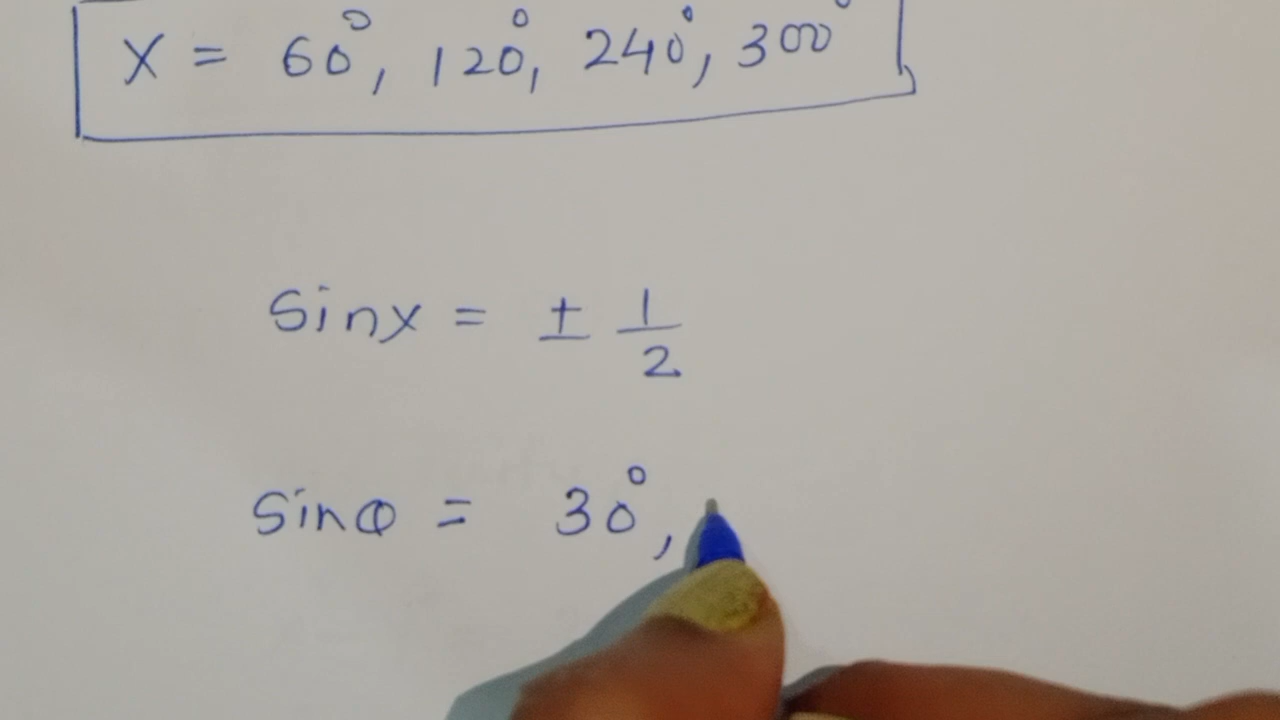 X = 60°, 120°, 240°, 300°
Sinx = ± 1/2
Sinθ = 30°,